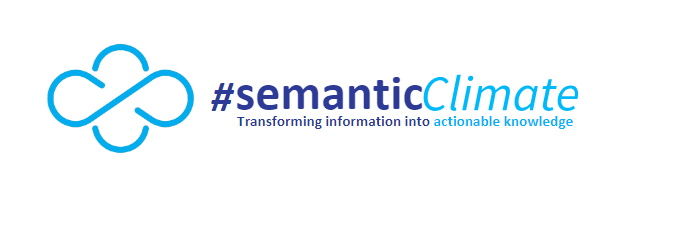 #semanticClimate
Transforming information into actionable knowledge